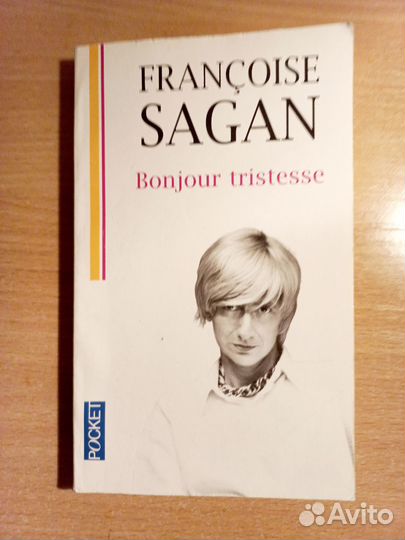 FRANÇOISE
SAGAN
Bonjour tristesse
POCKET
Avito